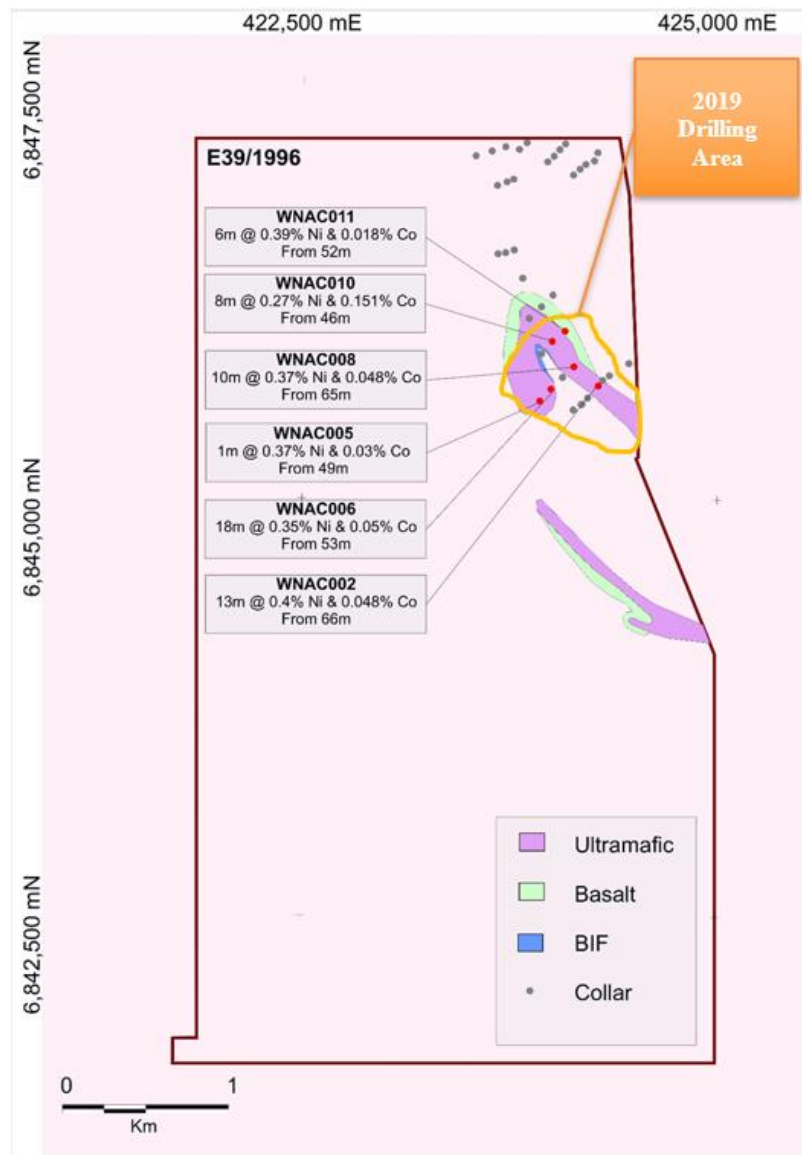 422,500 mE
425,000 mE
6,847,500 mN
2019
Drilling
Area
E39/1996
WNAC011
6m @ 0.39% Ni & 0.018% Co
From 52m
WNAC010
8m @ 0.27% Ni & 0.151% Co
From 46m
WNAC008
10m @ 0.37% Ni & 0.048% Co
From 65m
WNAC005
1m @ 0.37% Ni & 0.03% Co
From 49m
6,845,000 mN
WNAC006
18m @ 0.35% Ni & 0.05% Co
From 53m
WNAC002
13m @ 0.4% Ni & 0.048% Co
From 66m
6,842,500 mN
Ultramafic
Basalt
BIF
Collar
0
1
Km